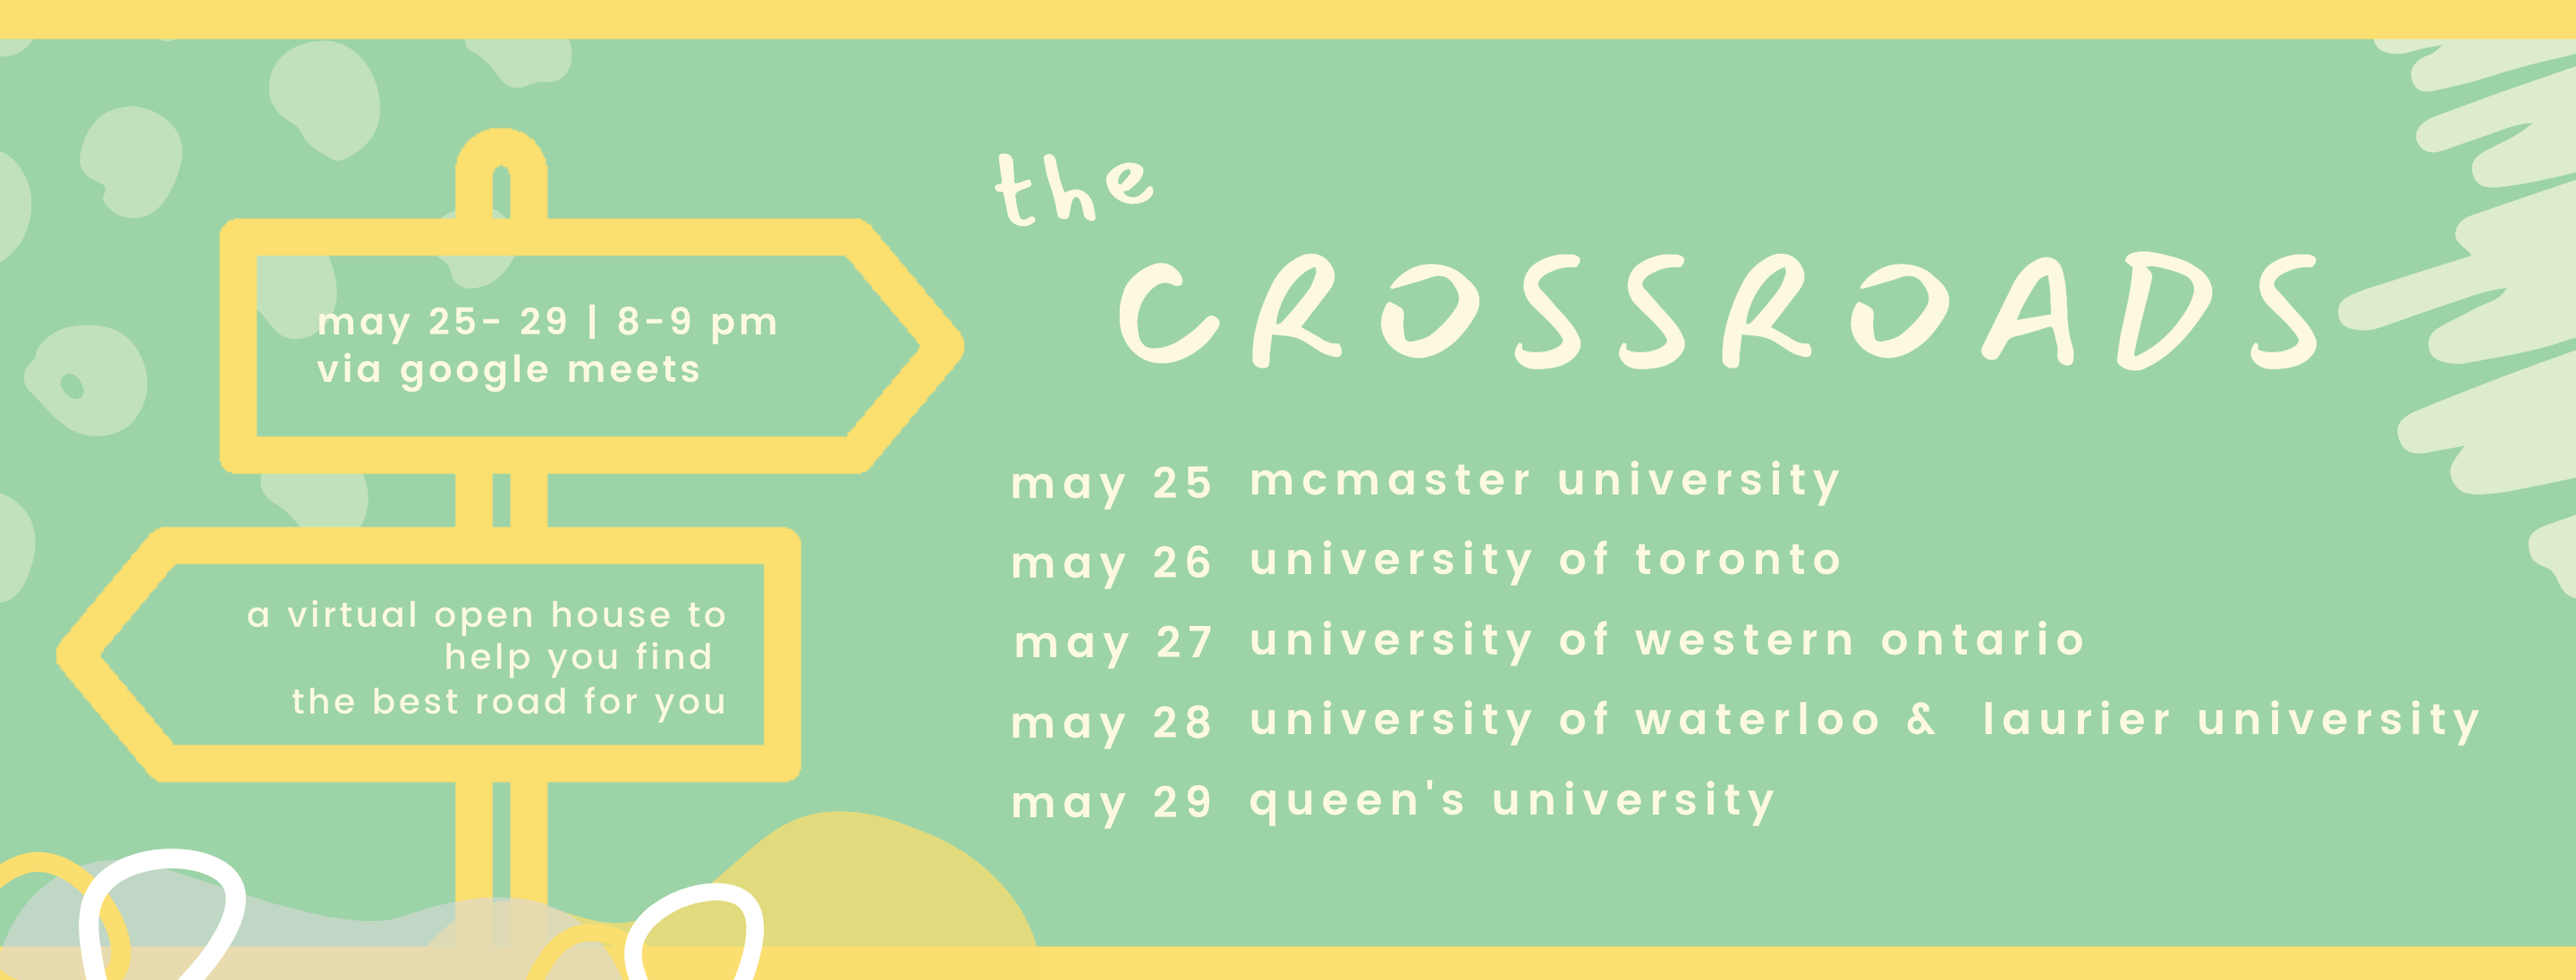 the
CROSSROADS
may 25- 29 | 8-9 pm
via google meets
a virtual open house to
help you find
the best road for you
may 25 mcmaster university
may 26 university of toronto
may 27 university of western ontario
may 28 university of waterloo & laurier university
may 29 queen's university